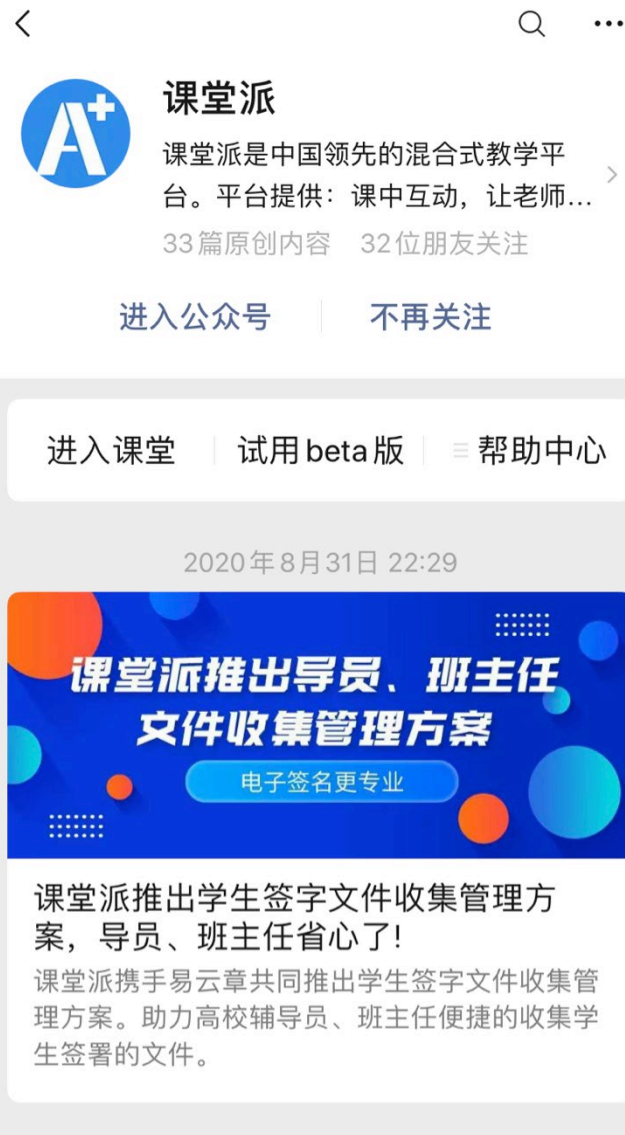 课堂派
A+
课堂派是中国领先的混合式教学平
台。平台提供：课中互动，让老师...
33篇原创内容 32位朋友关注
进入公众号 不再关注
进入课堂 试用beta版 帮助中心
2020年8月31日 22:29
课堂派推出导员、班主任
文件收集管理方案
电子签名更专业
课堂派推出学生签字文件收集管理方
案，导员、班主任省心了!
课堂派携手易云章共同推出学生签字文件收集管
理方案。助力高校辅导员、班主任便捷的收集学
生签署的文件。